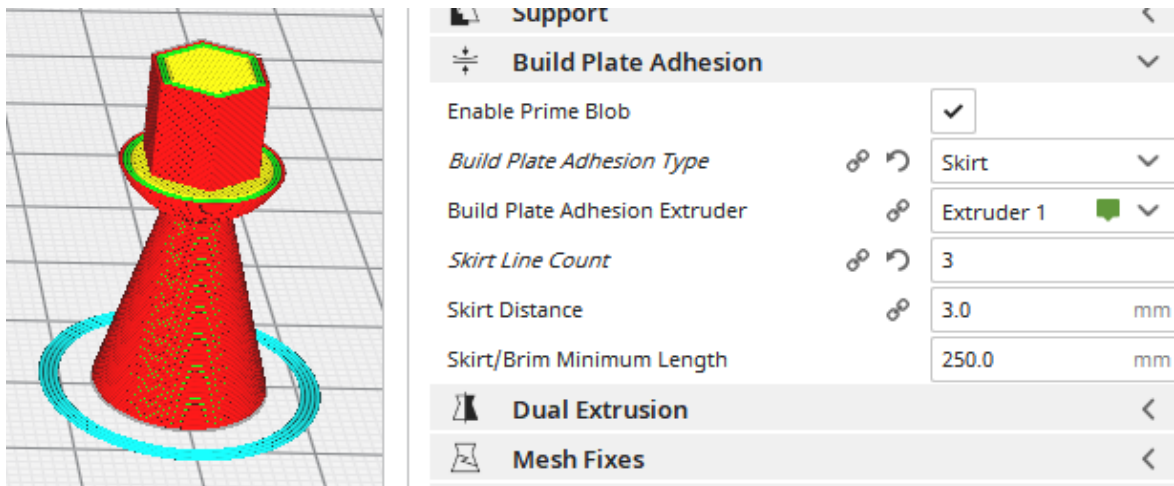 Support
Build Plate Adhesion
Enable Prime Blob
Build Plate Adhesion Type Skirt
Build Plate Adhesion Extruder Extruder 1
Skirt Line Count 3
Skirt Distance 3.0 mm
Skirt/Brim Minimum Length 250.0 mm
Dual Extrusion
Mesh Fixes